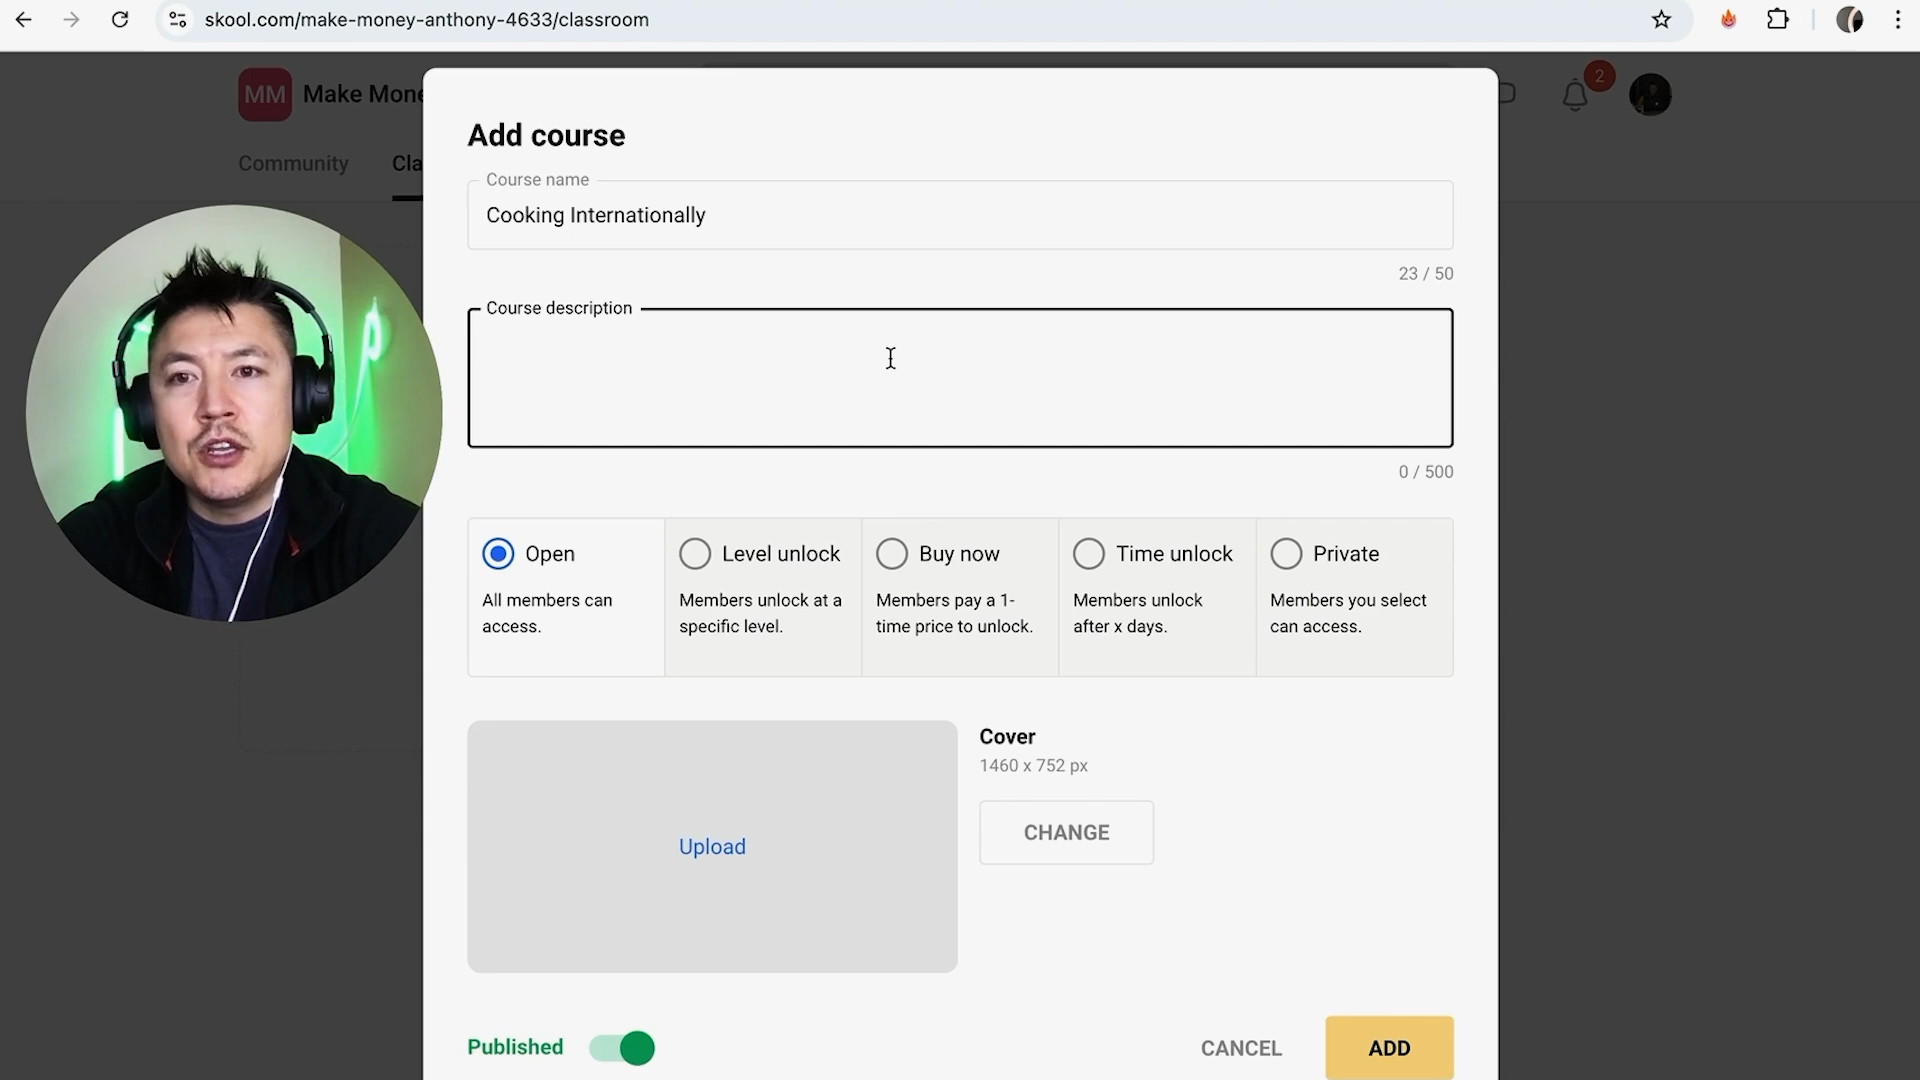 skool.com/make-money-anthony-4633/classroom
MM Make Mone
2
Community Cla
Add course
Course name
Cooking Internationally
23 / 50
Course description
0 / 500
Open
All members can
access.
Level unlock
Members unlock at a
specific level.
Buy now
Members pay a 1-
time price to unlock.
Time unlock
Members unlock
after x days.
Private
Members you select
can access.
Upload
Cover
1460 x 752 px
CHANGE
Published
CANCEL
ADD